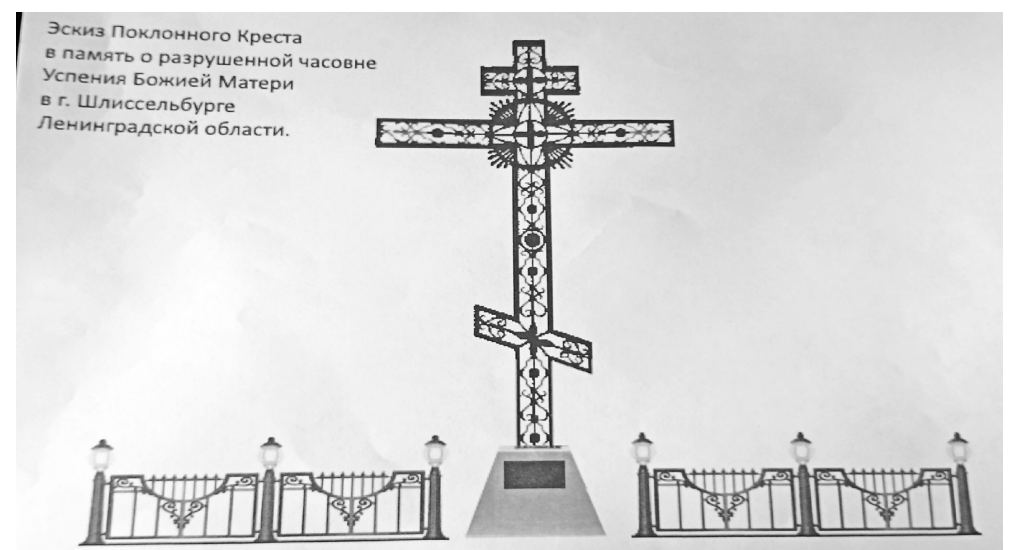 Эскиз Поклонного Креста
в память о разрушенной часовне
Успения Божией Матери
в г. Шлиссельбурге
Ленинградской области.